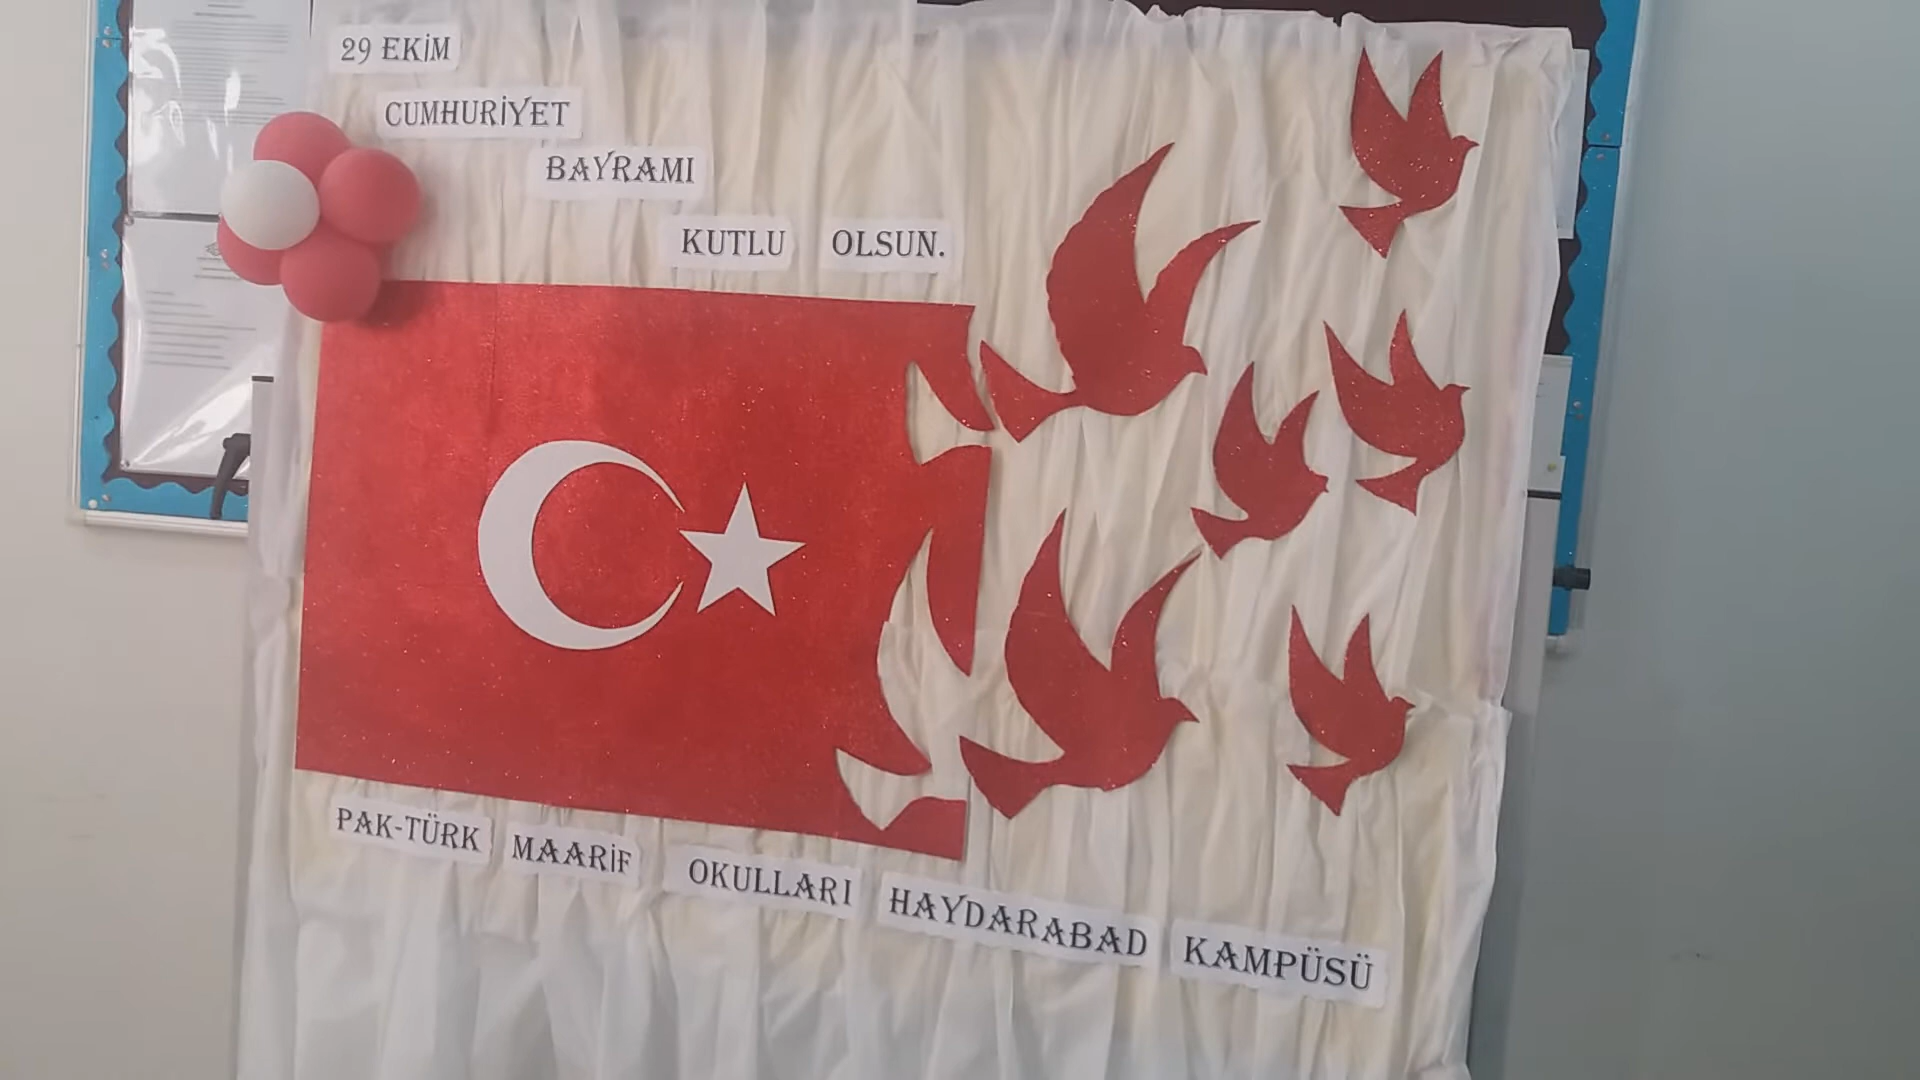 29 EKİM
CUMHURİYET
BAYRAMI
KUTLU OLSUN.
PAK-TÜRK MAARİF OKULLARI HAYDARABAD KAMPÜSÜ